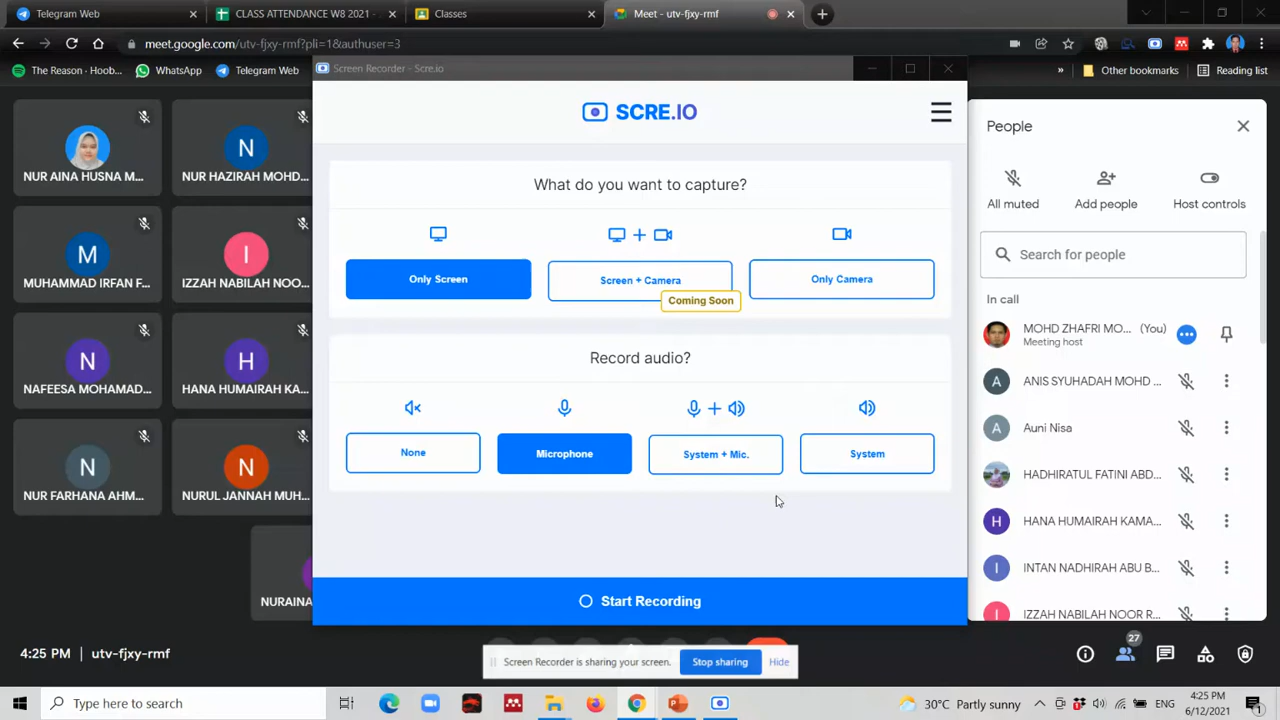 Telegram Web
CLASS ATTENDANCE W8 2021 -
Classes
Meet - utv-fjxy-rmf
meet.google.com/utv-fjxy-rmf?pli=1&authuser=3
The Reason : Hoob...
WhatsApp
Telegram Web
»
Other bookmarks
Reading list
Screen Recorder - Scre.io
SCRE.IO
What do you want to capture?
Only Screen
Screen + Camera
Only Camera
Coming Soon
Record audio?
None
Microphone
System + Mic.
System
Start Recording
NUR AINA HUSNA M...
N
NUR HAZIRAH MOHD...
M
MUHAMMAD IRFAN F...
I
IZZAH NABILAH NOOR...
N
NAFEESA MOHAMAD...
H
HANA HUMAIRAH KA...
N
NUR FARHANA AHM...
N
NURUL JANNAH MUH...
NURAINA
People
All muted
Add people
Host controls
Search for people
In call
MOHD ZHAFRI MO... (You)
Meeting host
A
ANIS SYUHADAH MOHD ...
A
Auni Nisa
HADHIRATUL FATINI ABD...
H
HANA HUMAIRAH KAMA...
I
INTAN NADHIRAH ABU B...
I
IZZAH NABILAH NOOR R...
4:25 PM | utv-fjxy-rmf
Screen Recorder is sharing your screen.
Stop sharing
Hide
27
Type here to search
30°C Partly sunny
ENG
4:25 PM
6/12/2021
1